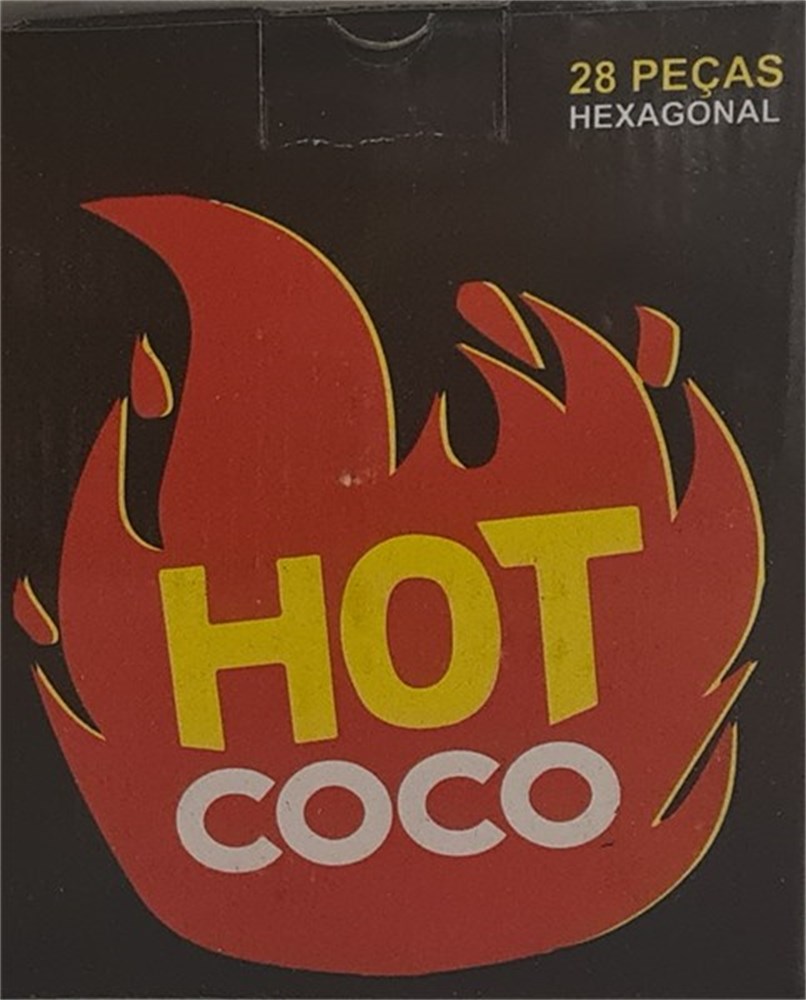 28 PEÇAS
HEXAGONAL
HOT
COCO